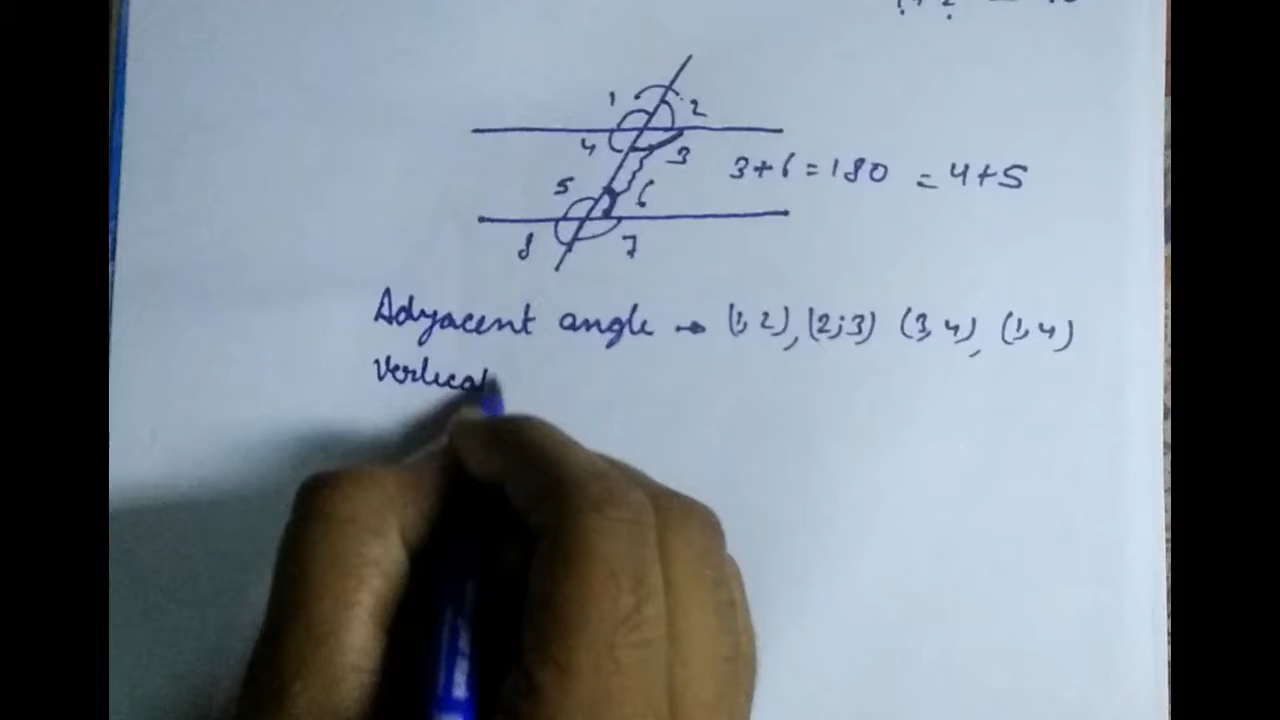 1 2
4 3
3+6=180 =4+5
5 6
8 7
Adyacent angle → (1,2), (2,3) (3,4), (1,4)
Vertical